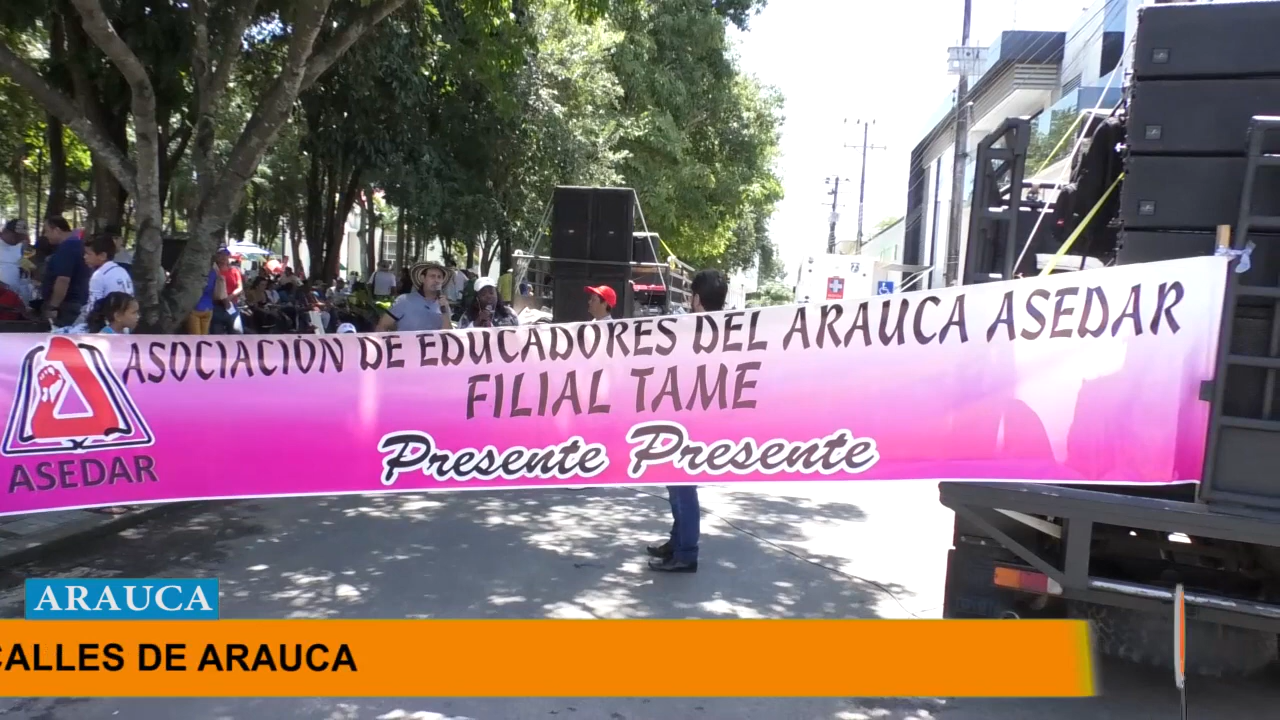 ASOCIACIÓN DE EDUCADORES DEL ARAUCA ASEDAR
FILIAL TAME
Presente Presente
ASEDAR
ARAUCA
CALLES DE ARAUCA